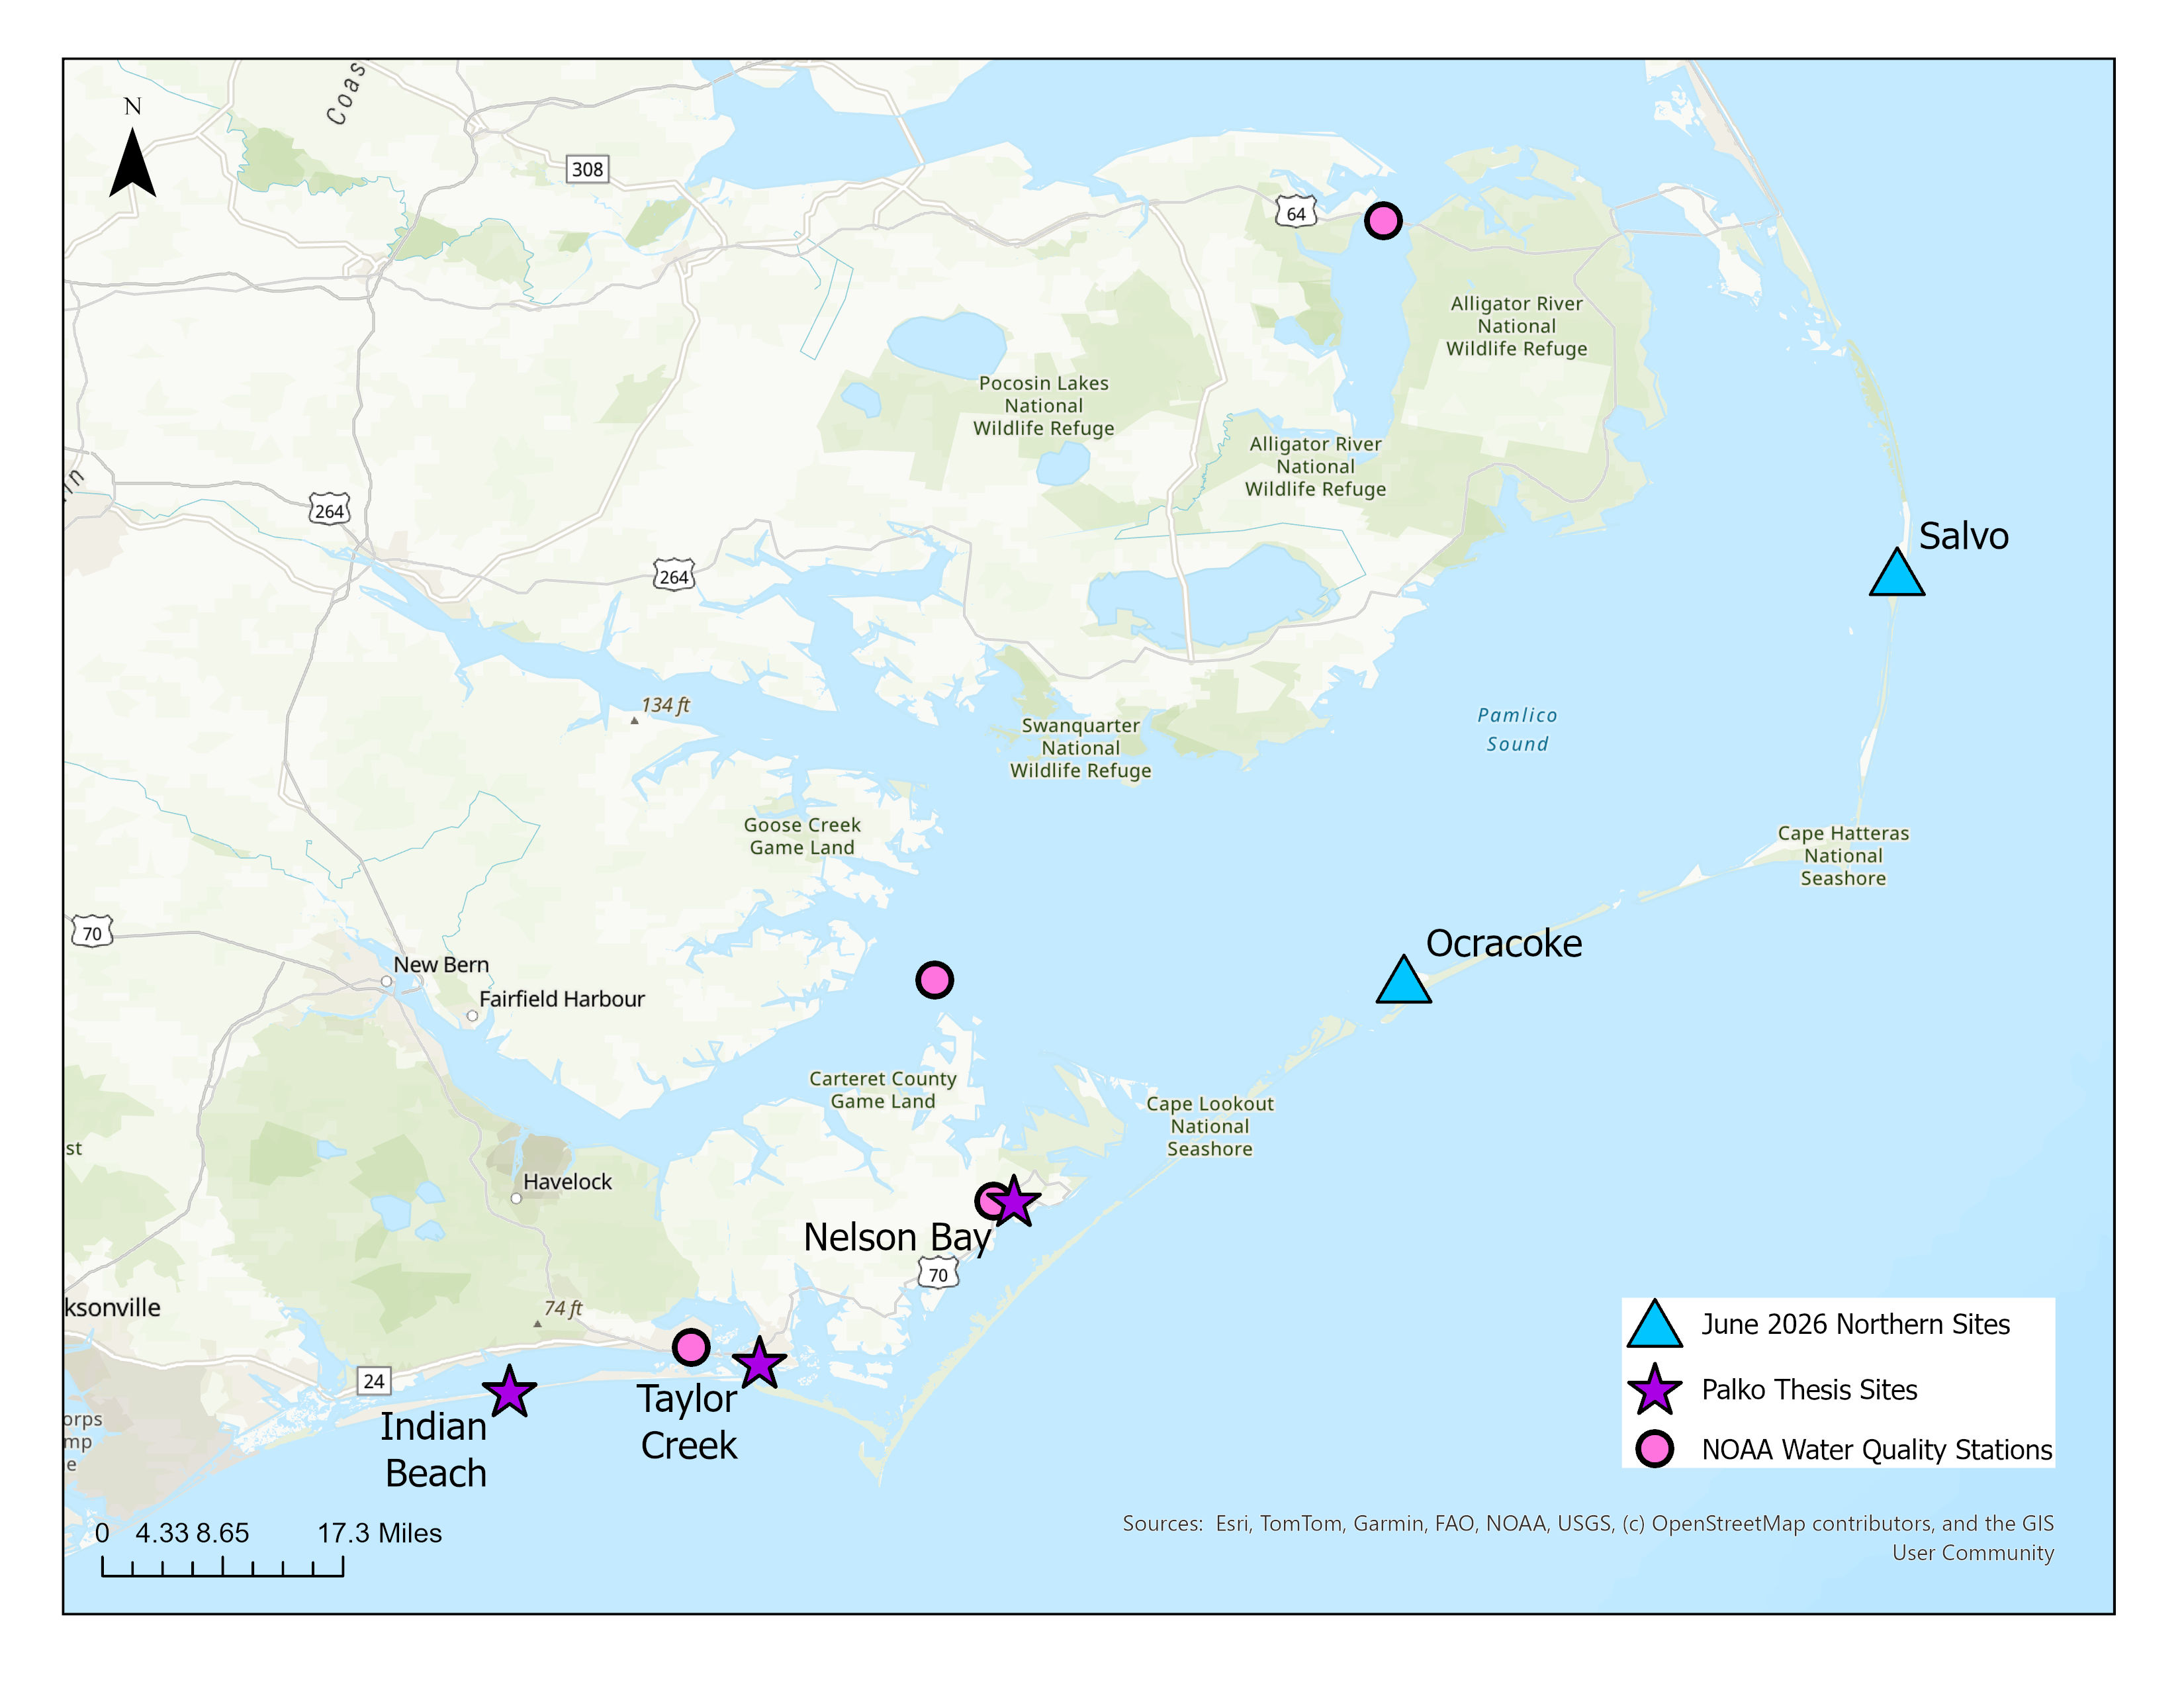 Coas
N
308
64
Alligator River
National
Wildlife Refuge
Pocosin Lakes
National
Wildlife Refuge
Alligator River
National
Wildlife Refuge
rn
264
Salvo
264
134 ft
Pamlico
Sound
Swanquarter
National
Wildlife Refuge
Goose Creek
Game Land
Cape Hatteras
National
Seashore
70
Ocracoke
New Bern
Fairfield Harbour
Carteret County
Game Land
Cape Lookout
National
Seashore
st
Havelock
Nelson Bay
70
ksonville
74 ft
24
Taylor
Creek
Indian
Beach
orps
mp
e
June 2026 Northern Sites
Palko Thesis Sites
NOAA Water Quality Stations
0 4.33 8.65 17.3 Miles
Sources: Esri, TomTom, Garmin, FAO, NOAA, USGS, (c) OpenStreetMap contributors, and the GIS
User Community